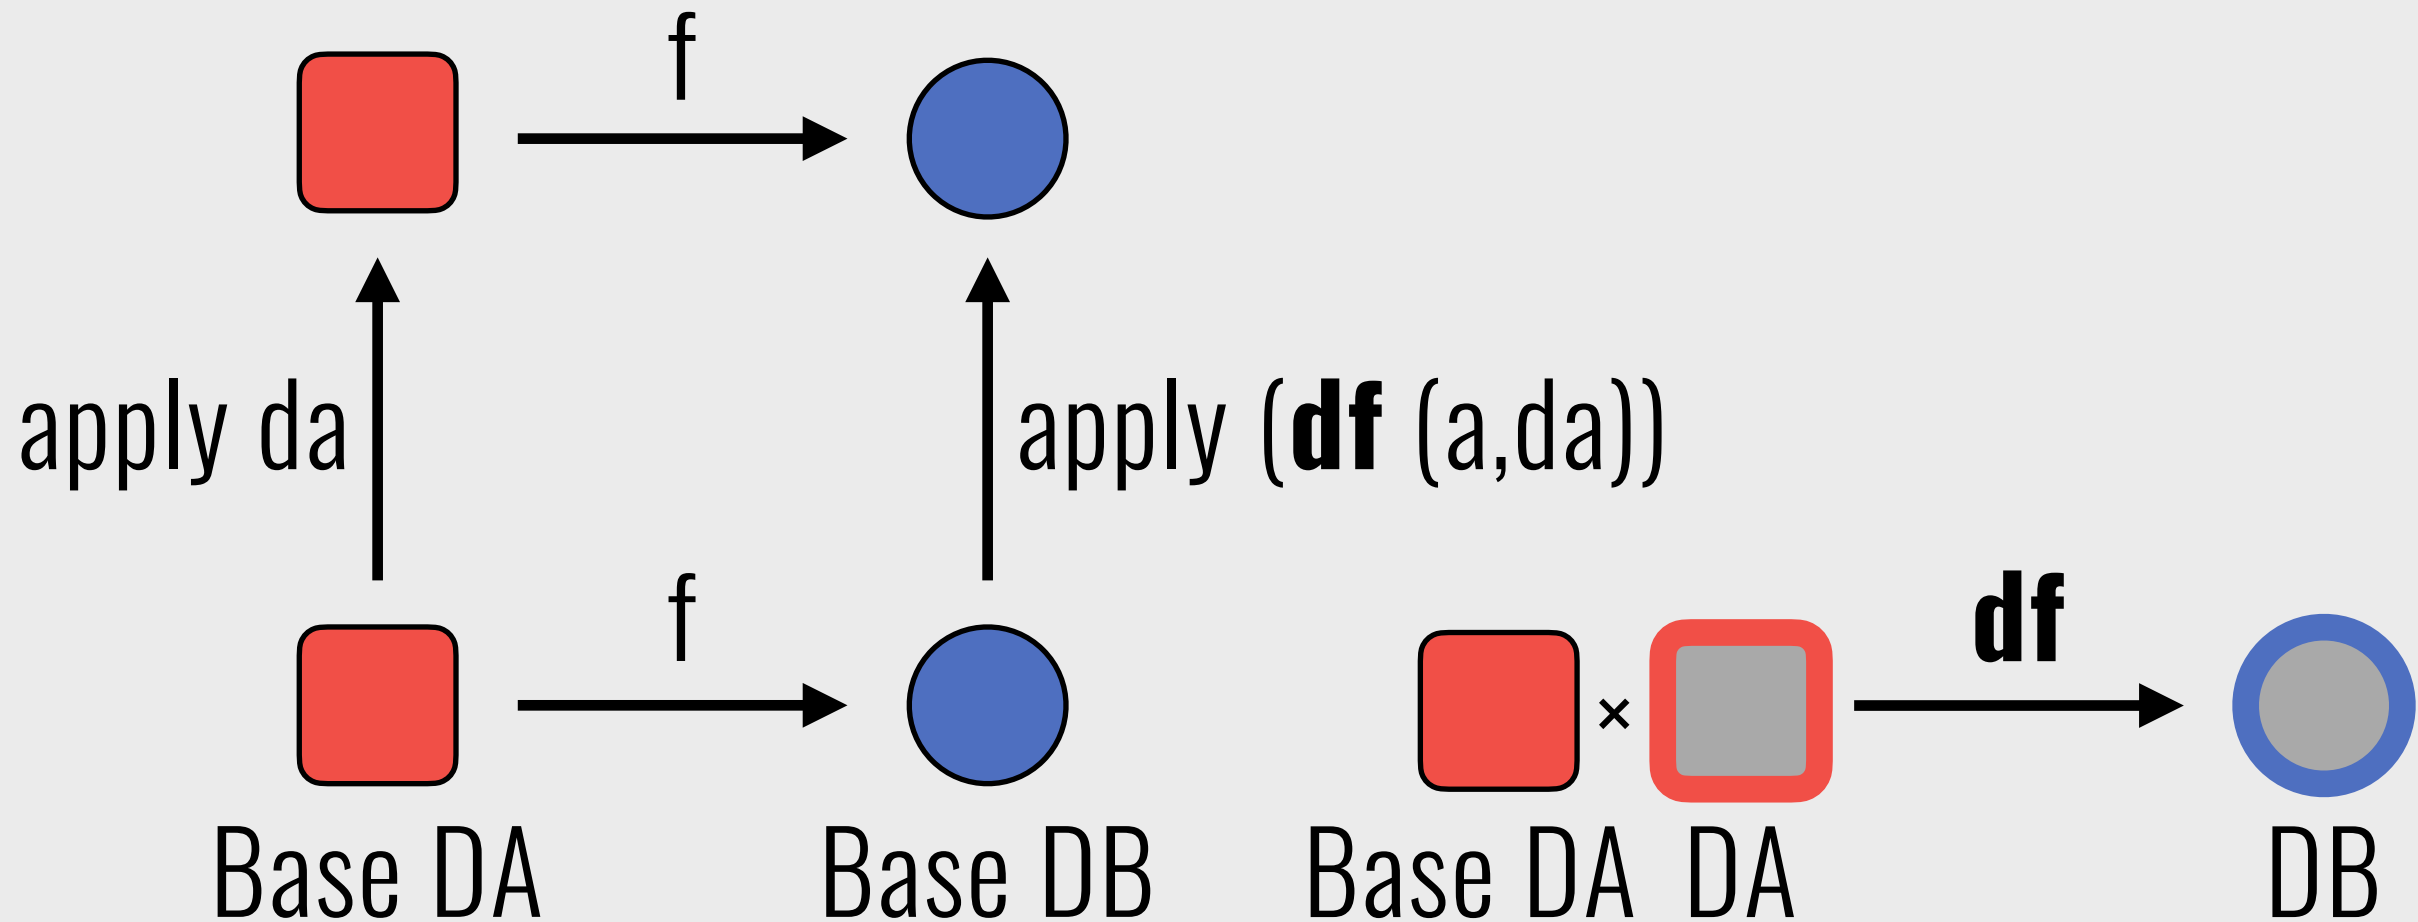 f
apply da
apply (df (a,da))
f
df
×
Base DA
Base DB
Base DA DA
DB